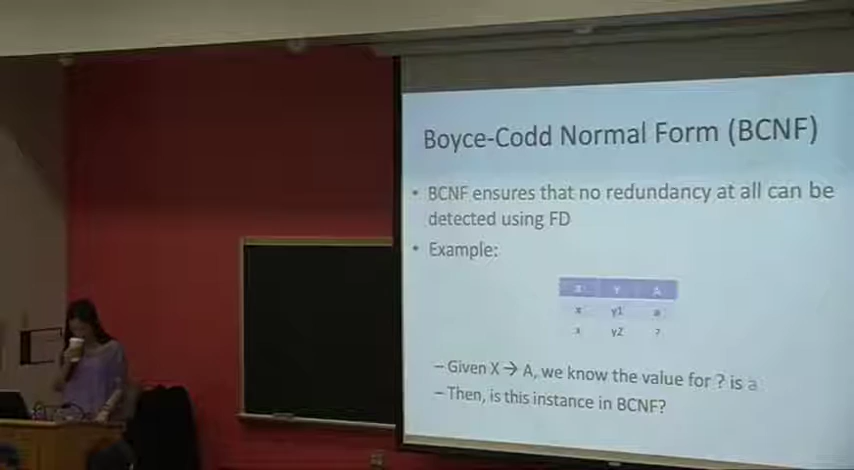 Boyce-Codd Normal Form (BCNF)
• BCNF ensures that no redundancy at all can be
detected using FD
• Example:
X Y A
x y1 a
x y2 ?
– Given X → A, we know the value for ? is a
– Then, is this instance in BCNF?